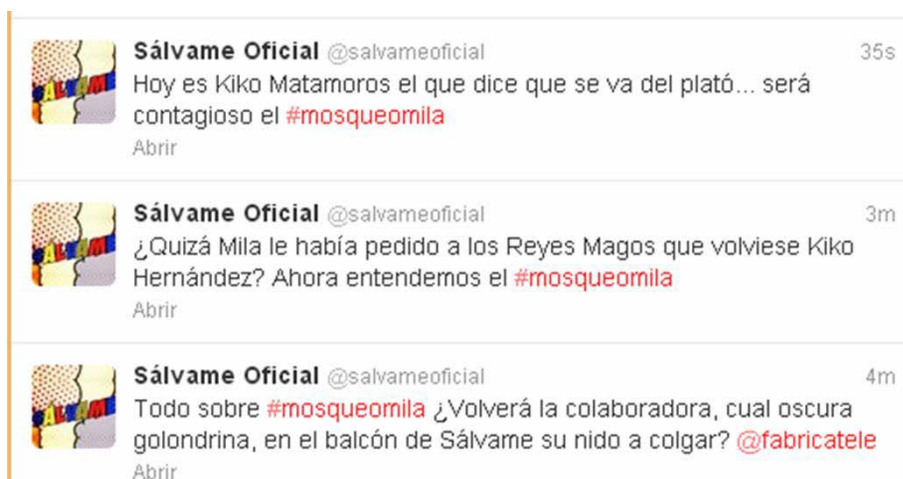 SÁLVAME
Sálvame Oficial @salvameoficial 35s
Hoy es Kiko Matamoros el que dice que se va del plató... será
contagioso el #mosqueomila
Abrir
SÁLVAME
Sálvame Oficial @salvameoficial 3m
¿Quizá Mila le había pedido a los Reyes Magos que volviese Kiko
Hernández? Ahora entendemos el #mosqueomila
Abrir
SÁLVAME
Sálvame Oficial @salvameoficial 4m
Todo sobre #mosqueomila ¿Volverá la colaboradora, cual oscura
golondrina, en el balcón de Sálvame su nido a colgar? @fabricatele
Abrir